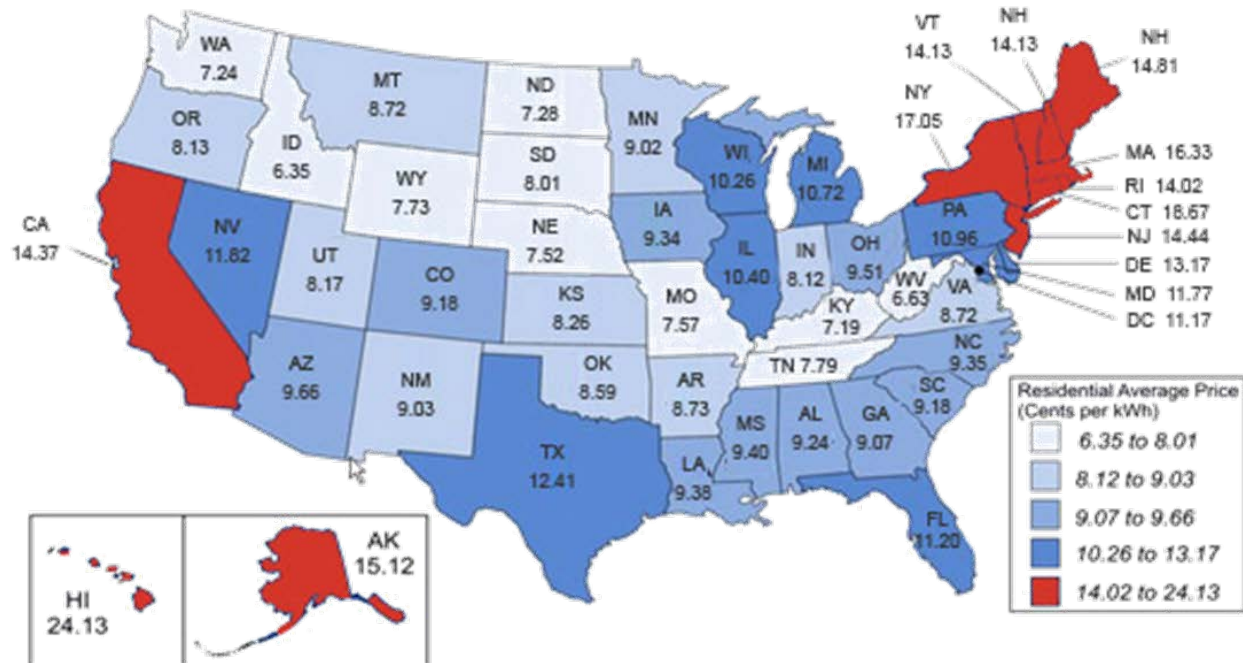 VT
14.13
NH
14.13
NH
14.81
NY
17.05
WA
7.24
MT
8.72
ND
7.28
MN
9.02
OR
8.13
ID
6.35
SD
8.01
WI
10.26
MI
10.72
MA 16.33
RI 14.02
CT 18.67
NJ 14.44
DE 13.17
MD 11.77
DC 11.17
WY
7.73
CA
14.37
NV
11.82
UT
8.17
CO
9.18
NE
7.52
IA
9.34
IL
10.40
IN
8.12
OH
9.51
PA
10.96
WV
6.63
VA
8.72
KS
8.26
MO
7.57
KY
7.19
TN 7.79
NC
9.35
AZ
9.66
NM
9.03
OK
8.59
AR
8.73
SC
9.18
MS
9.40
AL
9.24
GA
9.07
TX
12.41
LA
9.38
FL
11.20
HI
24.13
AK
15.12
Residential Average Price
(Cents per kWh)
6.35 to 8.01
8.12 to 9.03
9.07 to 9.66
10.26 to 13.17
14.02 to 24.13